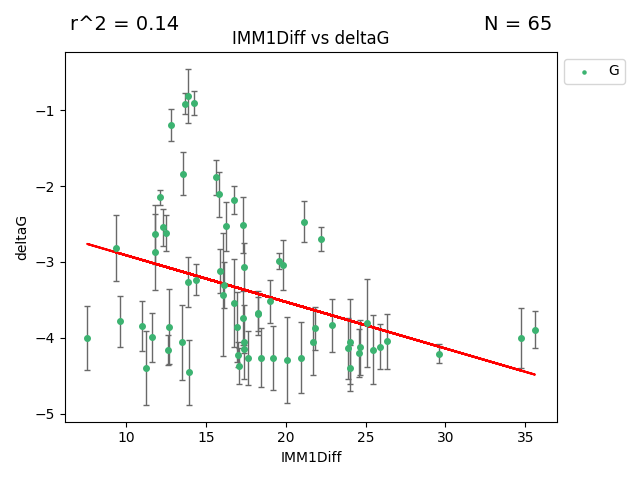 r^2 = 0.14
N = 65
IMM1Diff vs deltaG
G
−1
−2
−3
−4
−5
deltaG
10 15 20 25 30 35
IMM1Diff